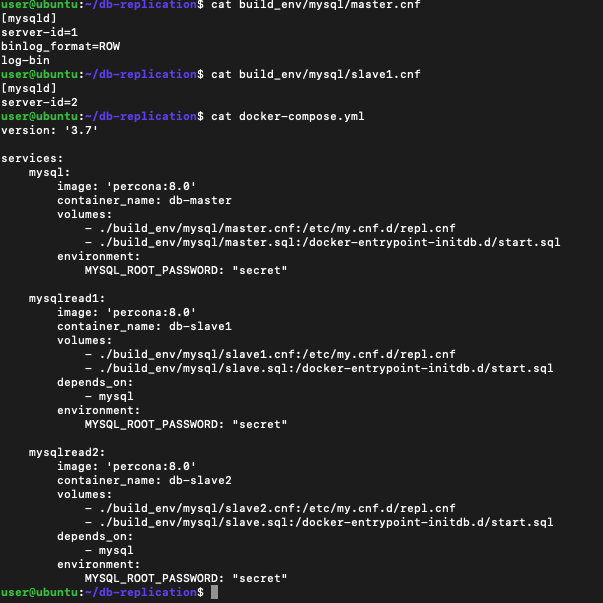 user@ubuntu:~/db-replication$ cat build_env/mysql/master.cnf
[mysqld]
server-id=1
binlog_format=ROW
log-bin
user@ubuntu:~/db-replication$ cat build_env/mysql/slave1.cnf
[mysqld]
server-id=2
user@ubuntu:~/db-replication$ cat docker-compose.yml
version: '3.7'

services:
    mysql:
        image: 'percona:8.0'
        container_name: db-master
        volumes:
            - ./build_env/mysql/master.cnf:/etc/my.cnf.d/repl.cnf
            - ./build_env/mysql/master.sql:/docker-entrypoint-initdb.d/start.sql
        environment:
            MYSQL_ROOT_PASSWORD: "secret"

    mysqlread1:
        image: 'percona:8.0'
        container_name: db-slave1
        volumes:
            - ./build_env/mysql/slave1.cnf:/etc/my.cnf.d/repl.cnf
            - ./build_env/mysql/slave.sql:/docker-entrypoint-initdb.d/start.sql
        depends_on:
            - mysql
        environment:
            MYSQL_ROOT_PASSWORD: "secret"

    mysqlread2:
        image: 'percona:8.0'
        container_name: db-slave2
        volumes:
            - ./build_env/mysql/slave2.cnf:/etc/my.cnf.d/repl.cnf
            - ./build_env/mysql/slave.sql:/docker-entrypoint-initdb.d/start.sql
        depends_on:
            - mysql
        environment:
            MYSQL_ROOT_PASSWORD: "secret"
user@ubuntu:~/db-replication$